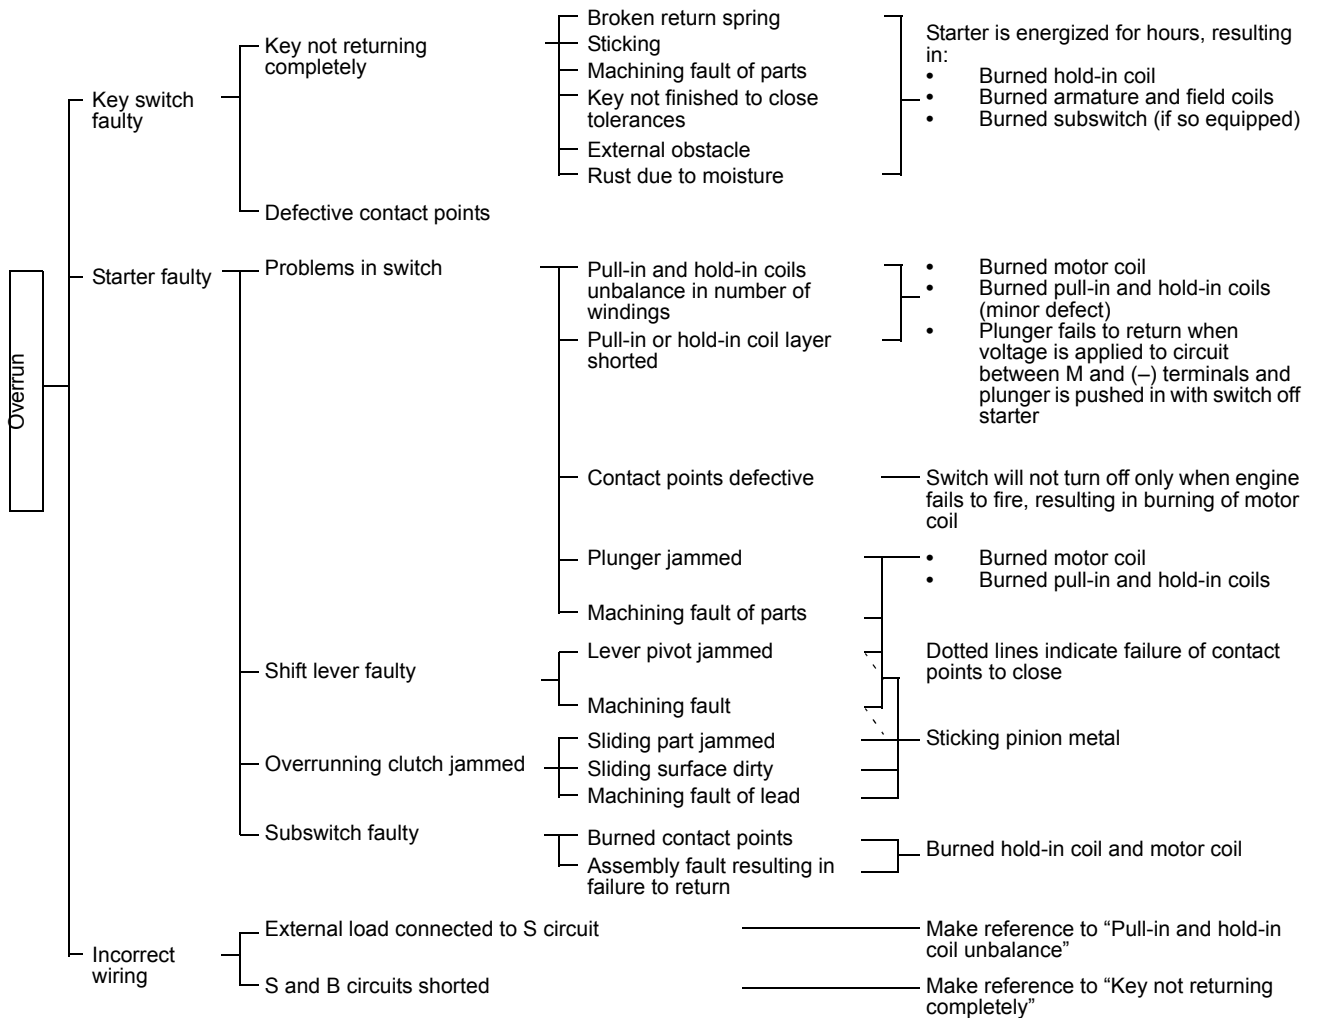 Overrun
Key switch
faulty
Key not returning
completely
Broken return spring
Sticking
Machining fault of parts
Key not finished to close
tolerances
External obstacle
Rust due to moisture
Starter is energized for hours, resulting
in:
• Burned hold-in coil
• Burned armature and field coils
• Burned subswitch (if so equipped)
Defective contact points
Starter faulty
Problems in switch
Pull-in and hold-in coils
unbalance in number of
windings
Pull-in or hold-in coil layer
shorted
• Burned motor coil
• Burned pull-in and hold-in coils
(minor defect)
• Plunger fails to return when
voltage is applied to circuit
between M and (–) terminals and
plunger is pushed in with switch off
starter
Contact points defective
Switch will not turn off only when engine
fails to fire, resulting in burning of motor
coil
Plunger jammed
Machining fault of parts
• Burned motor coil
• Burned pull-in and hold-in coils
Shift lever faulty
Lever pivot jammed
Machining fault
Dotted lines indicate failure of contact
points to close
Overrunning clutch jammed
Sliding part jammed
Sliding surface dirty
Machining fault of lead
Sticking pinion metal
Subswitch faulty
Burned contact points
Assembly fault resulting in
failure to return
Burned hold-in coil and motor coil
Incorrect
wiring
External load connected to S circuit
Make reference to “Pull-in and hold-in
coil unbalance”
S and B circuits shorted
Make reference to “Key not returning
completely”